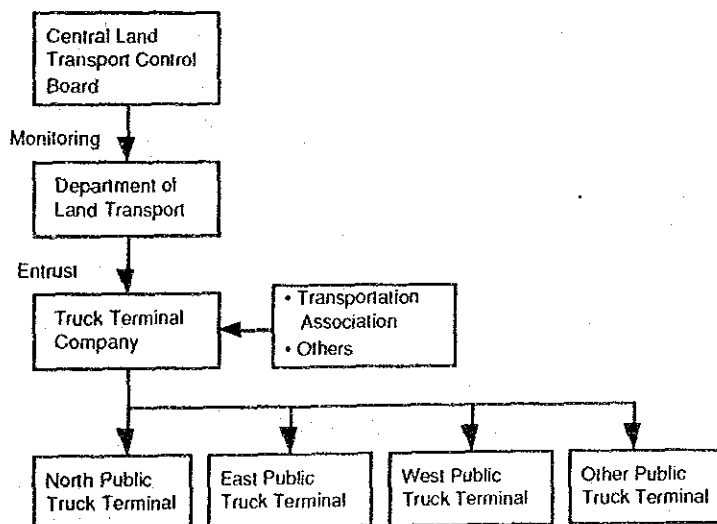 Central Land
Transport Control
Board
Monitoring
Department of
Land Transport
Entrust
Truck Terminal
Company
• Transportation
Association
• Others
North Public
Truck Terminal
East Public
Truck Terminal
West Public
Truck Terminal
Other Public
Truck Terminal